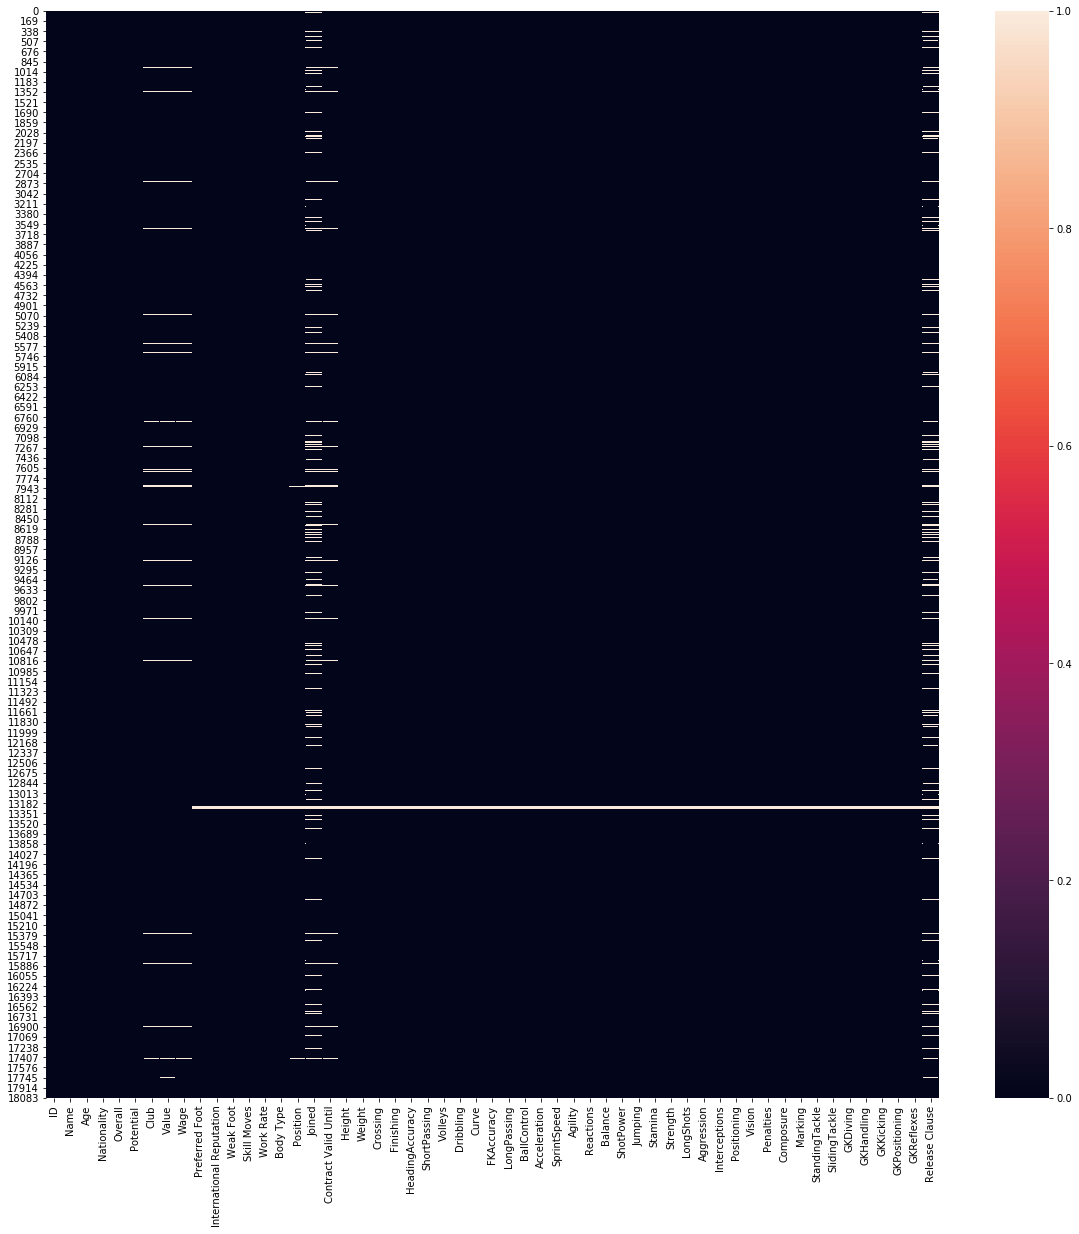 0
169
338
507
676
845
1014
1183
1352
1521
1690
1859
2028
2197
2366
2535
2704
2873
3042
3211
3380
3549
3718
3887
4056
4225
4394
4563
4732
4901
5070
5239
5408
5577
5746
5915
6084
6253
6422
6591
6760
6929
7098
7267
7436
7605
7774
7943
8112
8281
8450
8619
8788
8957
9126
9295
9464
9633
9802
9971
10140
10309
10478
10647
10816
10985
11154
11323
11492
11661
11830
11999
12168
12337
12506
12675
12844
13013
13182
13351
13520
13689
13858
14027
14196
14365
14534
14703
14872
15041
15210
15379
15548
15717
15886
16055
16224
16393
16562
16731
16900
17069
17238
17407
17576
17745
17914
18083
ID
Name
Age
Nationality
Overall
Potential
Club
Value
Wage
Preferred Foot
International Reputation
Weak Foot
Skill Moves
Work Rate
Body Type
Position
Joined
Contract Valid Until
Height
Weight
Crossing
Finishing
HeadingAccuracy
ShortPassing
Volleys
Dribbling
Curve
FKAccuracy
LongPassing
BallControl
Acceleration
SprintSpeed
Agility
Reactions
Balance
ShotPower
Jumping
Stamina
Strength
LongShots
Aggression
Interceptions
Positioning
Vision
Penalties
Composure
Marking
StandingTackle
SlidingTackle
GKDiving
GKHandling
GKKicking
GKPositioning
GKReflexes
Release Clause
1.0
0.8
0.6
0.4
0.2
0.0